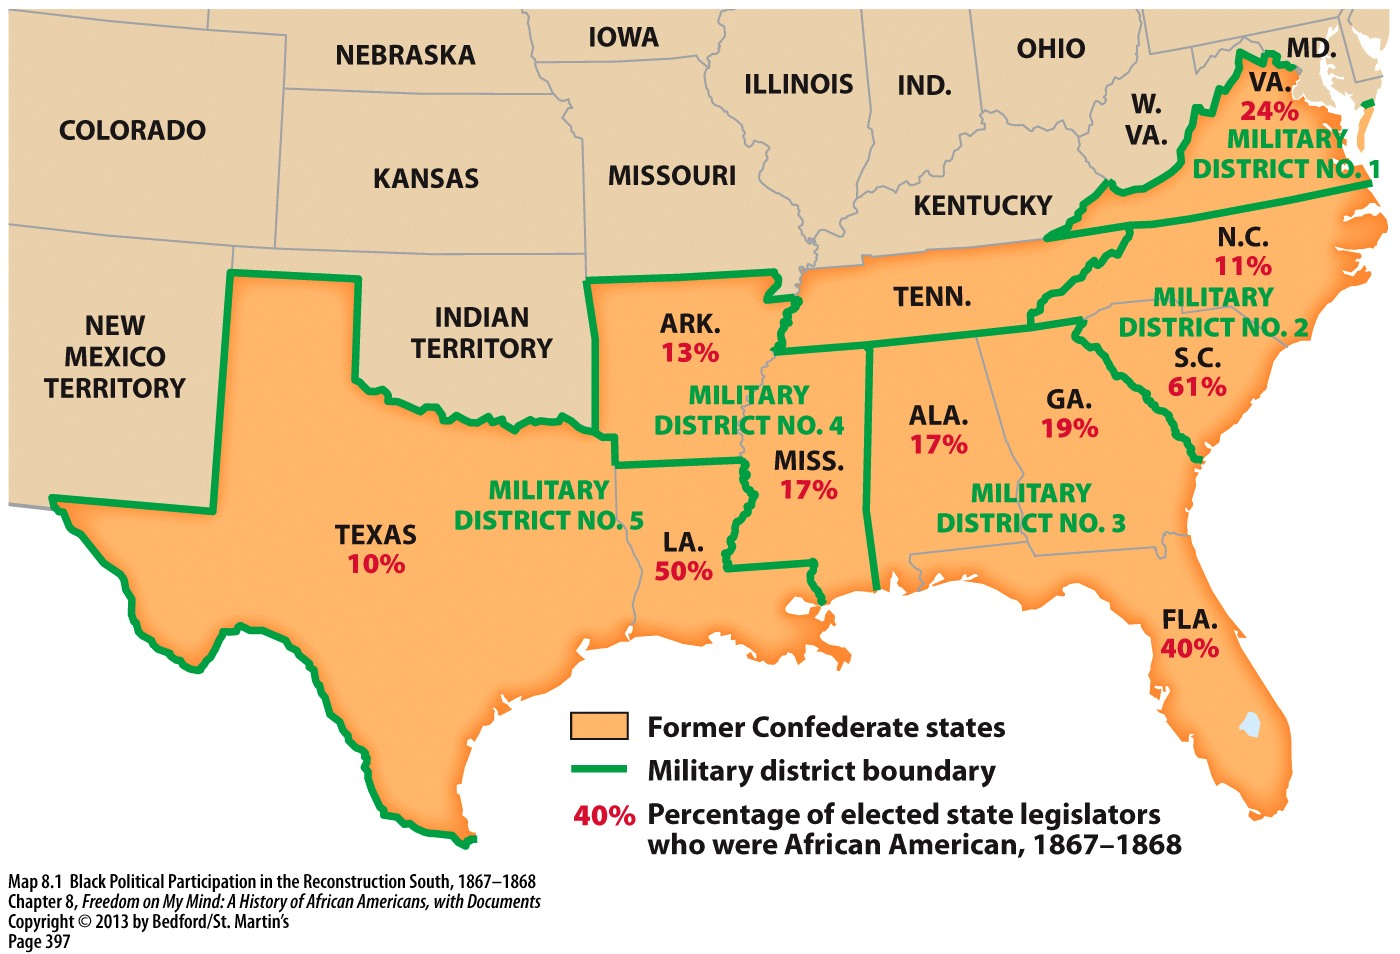 NEBRASKA
IOWA
ILLINOIS
IND.
OHIO
MD.
COLORADO
KANSAS
MISSOURI
W.
VA.
VA.
24%
MILITARY
DISTRICT NO. 1
KENTUCKY
N.C.
11%
MILITARY
DISTRICT NO. 2
S.C.
61%
TENN.
NEW
MEXICO
TERRITORY
INDIAN
TERRITORY
ARK.
13%
MILITARY
DISTRICT NO. 4
MISS.
17%
ALA.
17%
GA.
19%
MILITARY
DISTRICT NO. 3
TEXAS
10%
MILITARY
DISTRICT NO. 5
LA.
50%
FLA.
40%
Former Confederate states
Military district boundary
40% Percentage of elected state legislators
who were African American, 1867–1868
Map 8.1 Black Political Participation in the Reconstruction South, 1867–1868
Chapter 8, Freedom on My Mind: A History of African Americans, with Documents
Copyright © 2013 by Bedford/St. Martin's
Page 397